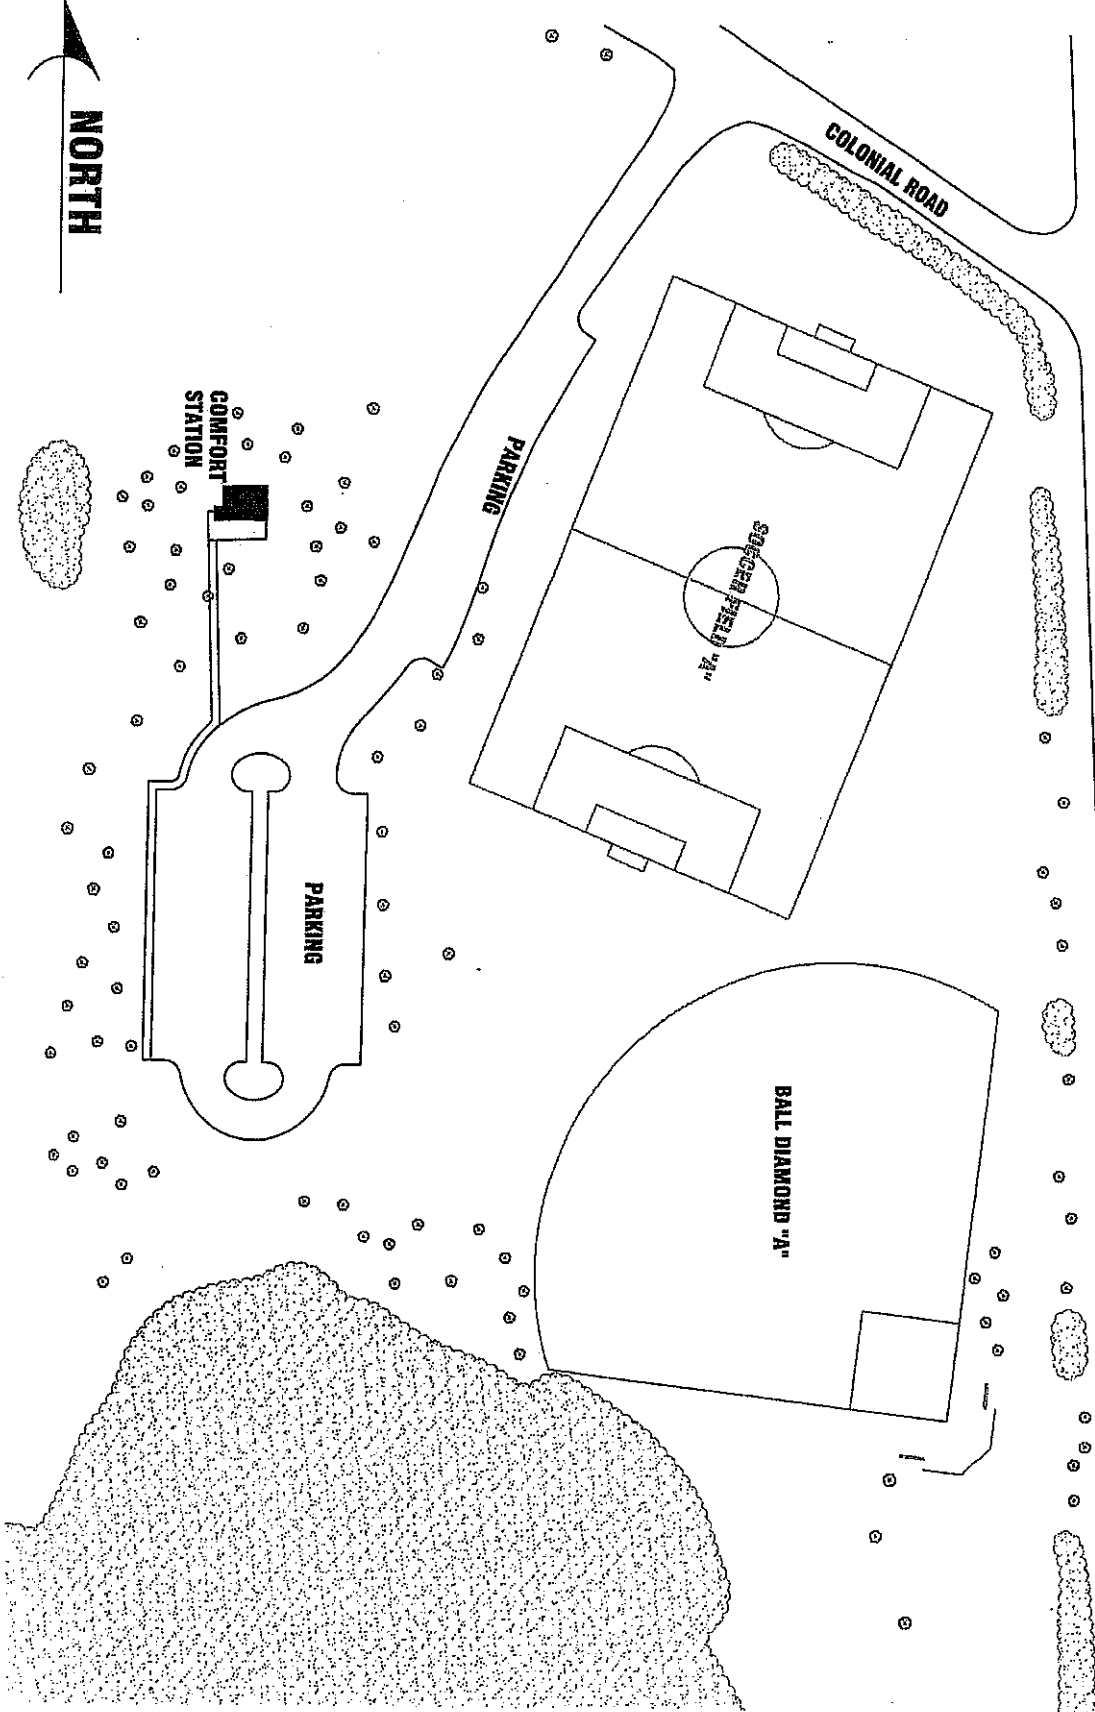 NORTH
COLONIAL ROAD
COMFORT
STATION
PARKING
SOCCER FIELD "A"
PARKING
BALL DIAMOND "A"